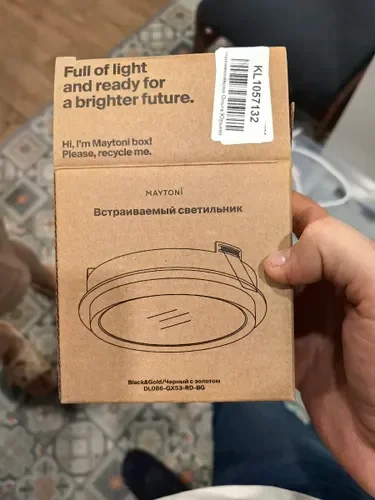 Full of light
and ready for
a brighter future.
Hi, I'm Maytoni box!
Please, recycle me.
KL1057132
MAYTONI
Встраиваемый светильник
Black&Gold/Черный с золотом
DL086-GX53-RD-BG